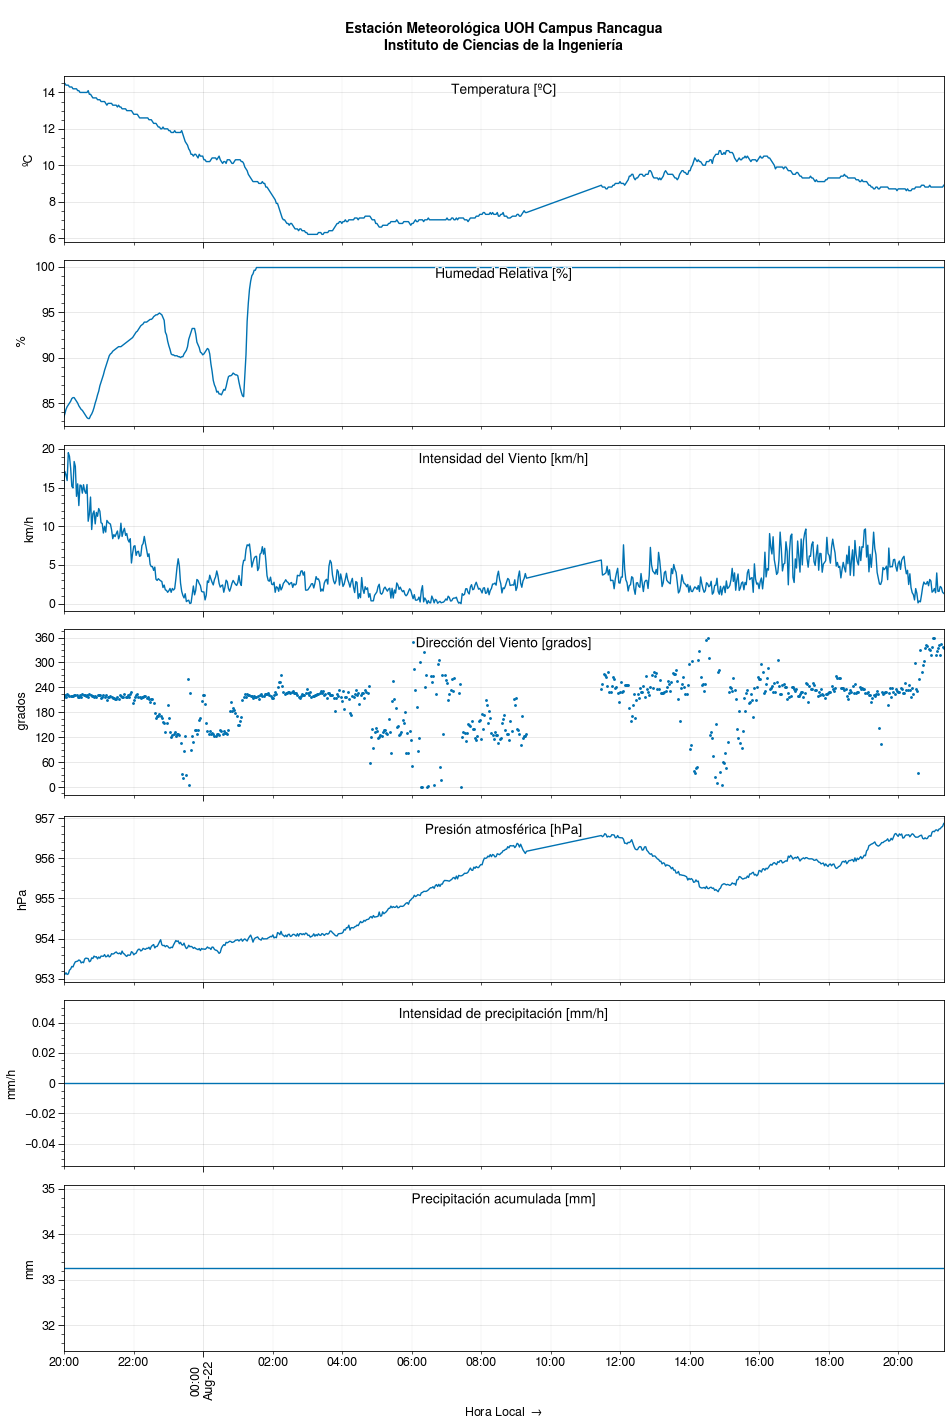 Estación Meteorológica UOH Campus Rancagua
Instituto de Ciencias de la Ingeniería
Temperatura [ºC]
14
12
10
8
6
ºC
Humedad Relativa [%]
100
95
90
85
%
Intensidad del Viento [km/h]
20
15
10
5
0
km/h
Dirección del Viento [grados]
360
300
240
180
120
60
0
grados
Presión atmosférica [hPa]
957
956
955
954
953
hPa
Intensidad de precipitación [mm/h]
0.04
0.02
0
−0.02
−0.04
mm/h
Precipitación acumulada [mm]
35
34
33
32
mm
20:00 22:00 00:00 02:00 04:00 06:00 08:00 10:00 12:00 14:00 16:00 18:00 20:00
Aug-22
Hora Local →